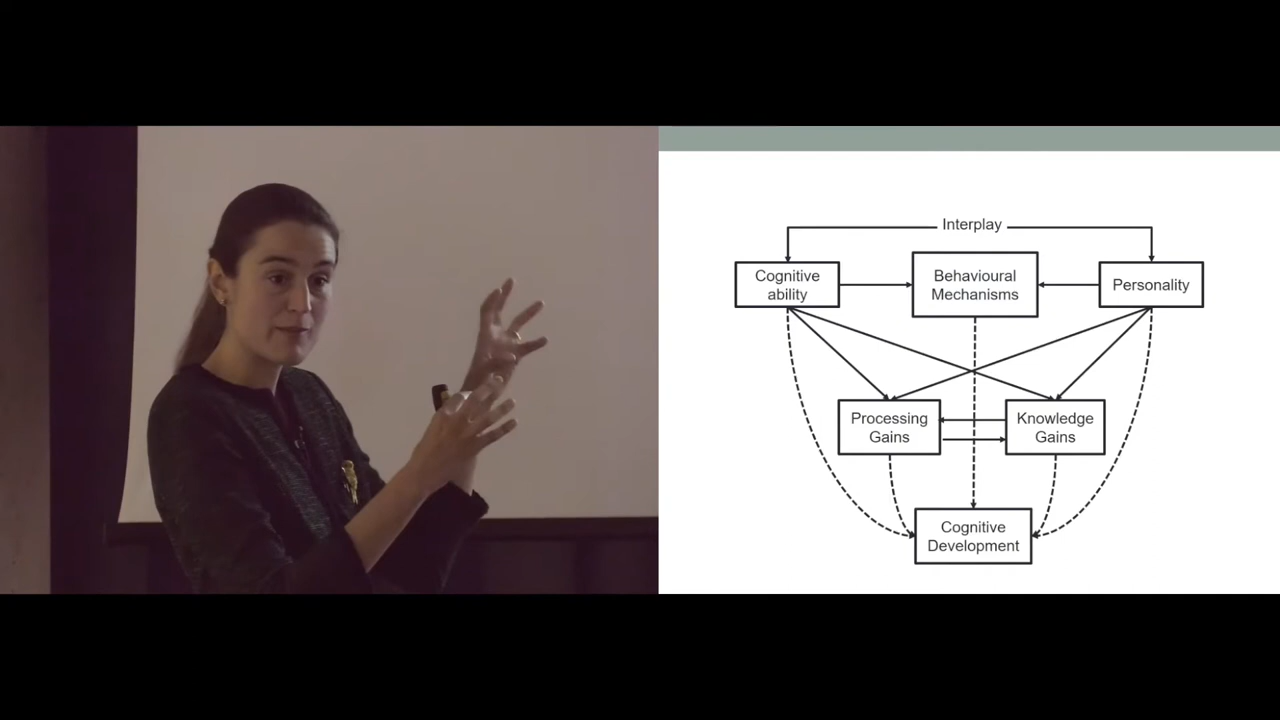 Interplay
Cognitive
ability
Behavioural
Mechanisms
Personality
Processing
Gains
Knowledge
Gains
Cognitive
Development